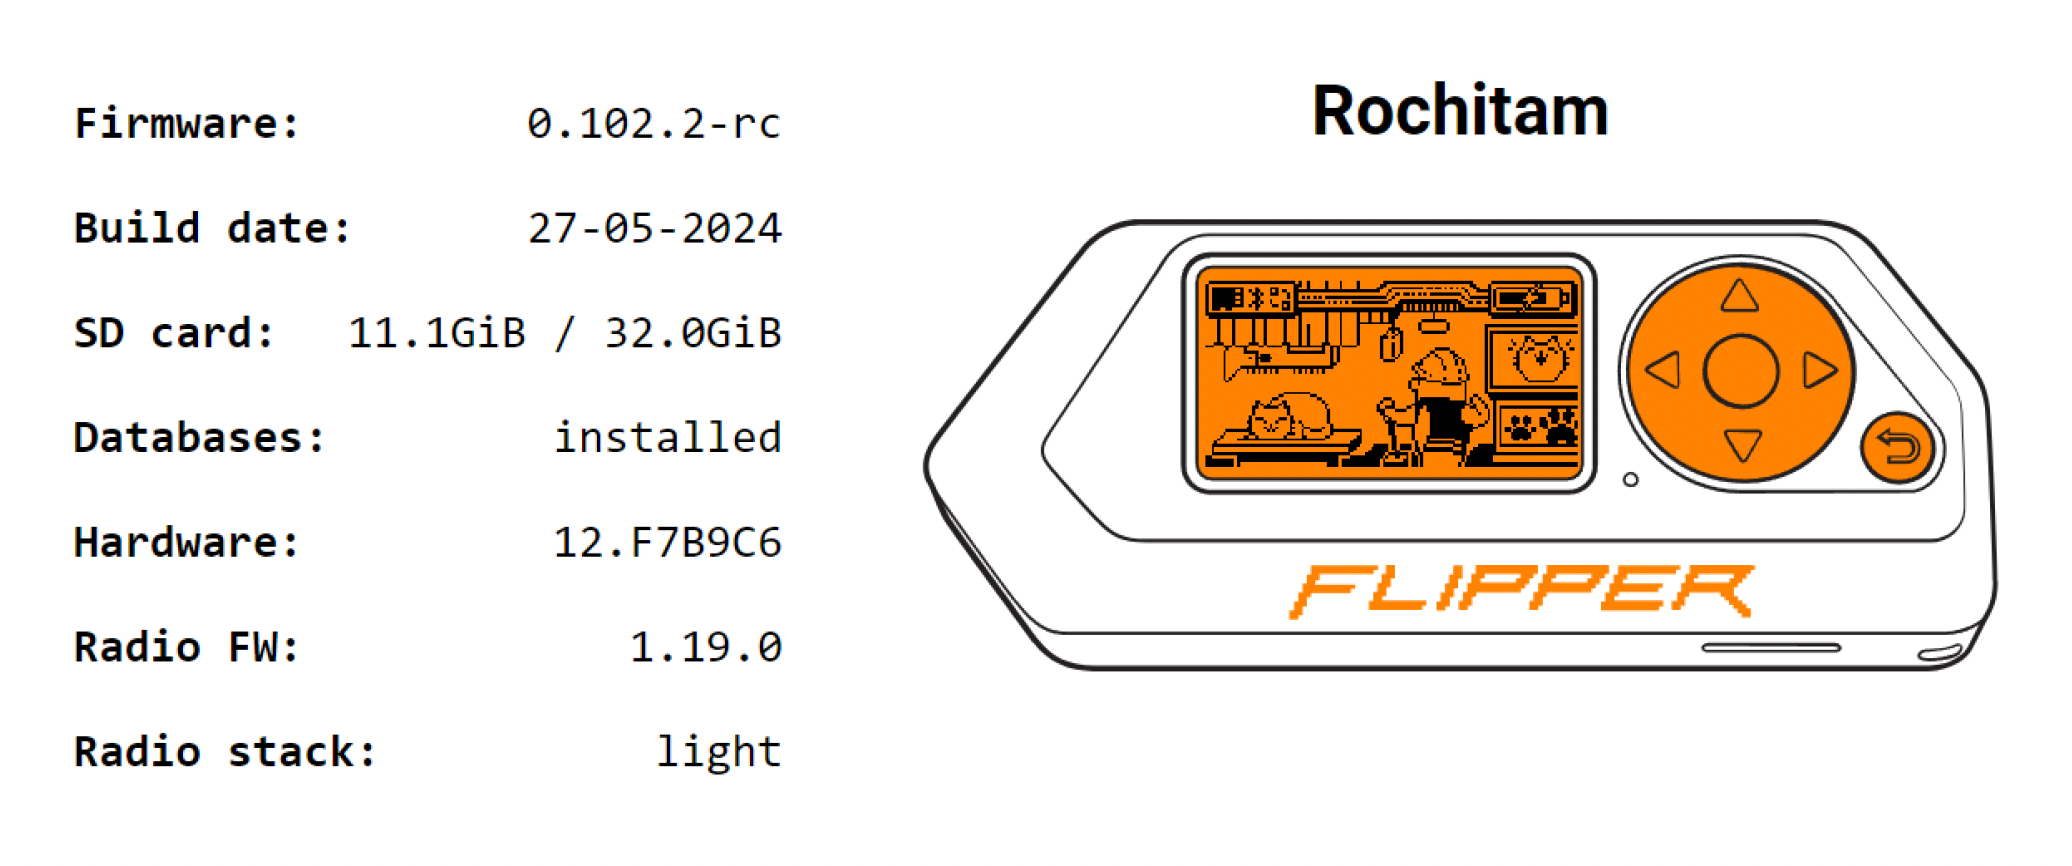 Firmware: 0.102.2-rc
Build date: 27-05-2024
SD card: 11.1GiB / 32.0GiB
Databases: installed
Hardware: 12.F7B9C6
Radio FW: 1.19.0
Radio stack: light
Rochitam
FLIPPER